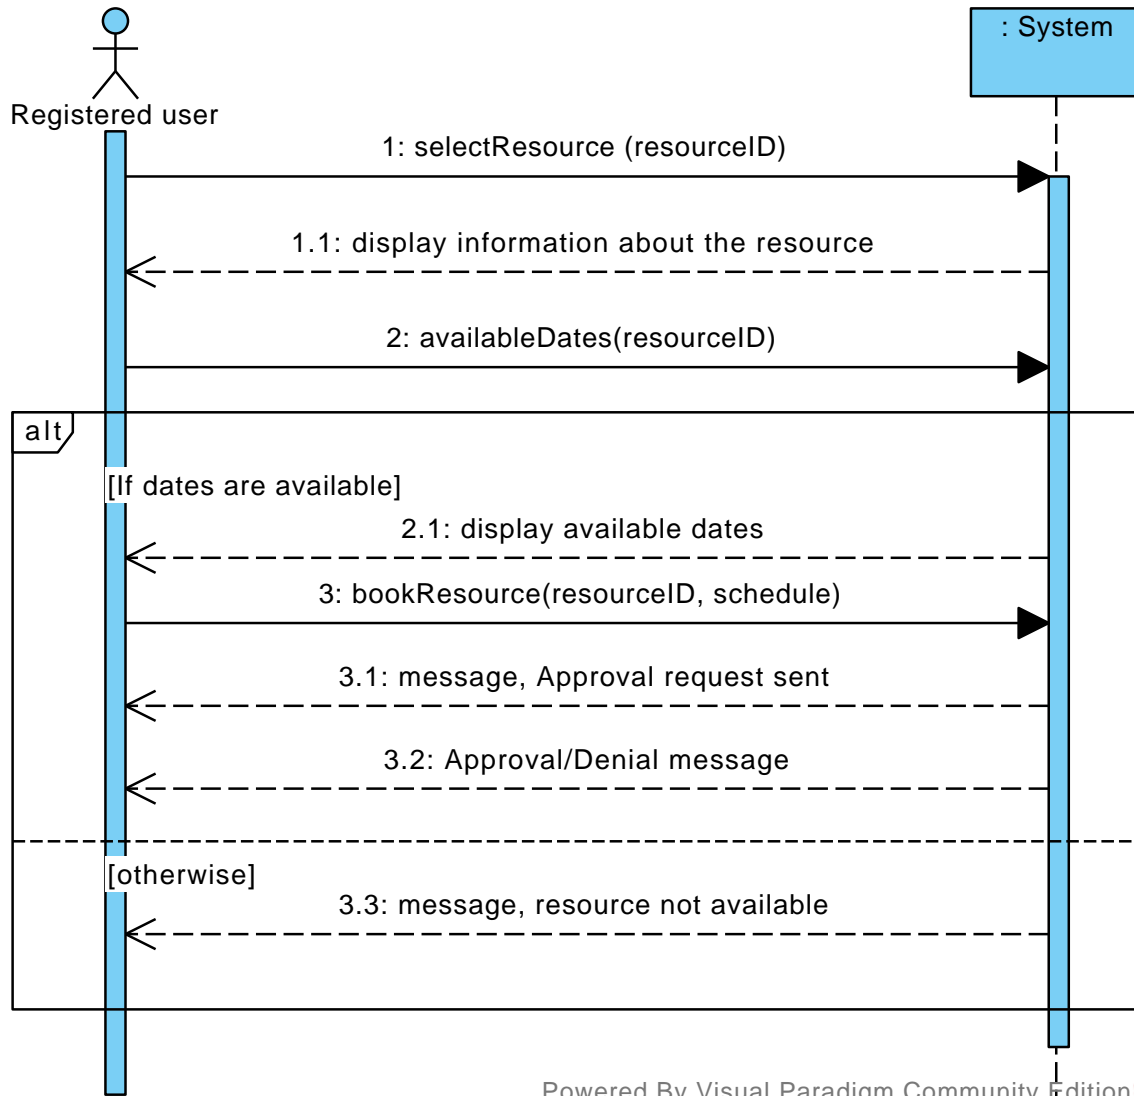 : System
Registered user
1: selectResource (resourceID)
1.1: display information about the resource
2: availableDates(resourceID)
alt
[If dates are available]
2.1: display available dates
3: bookResource(resourceID, schedule)
3.1: message, Approval request sent
3.2: Approval/Denial message
[otherwise]
3.3: message, resource not available
Powered By Visual Paradigm Community Edition